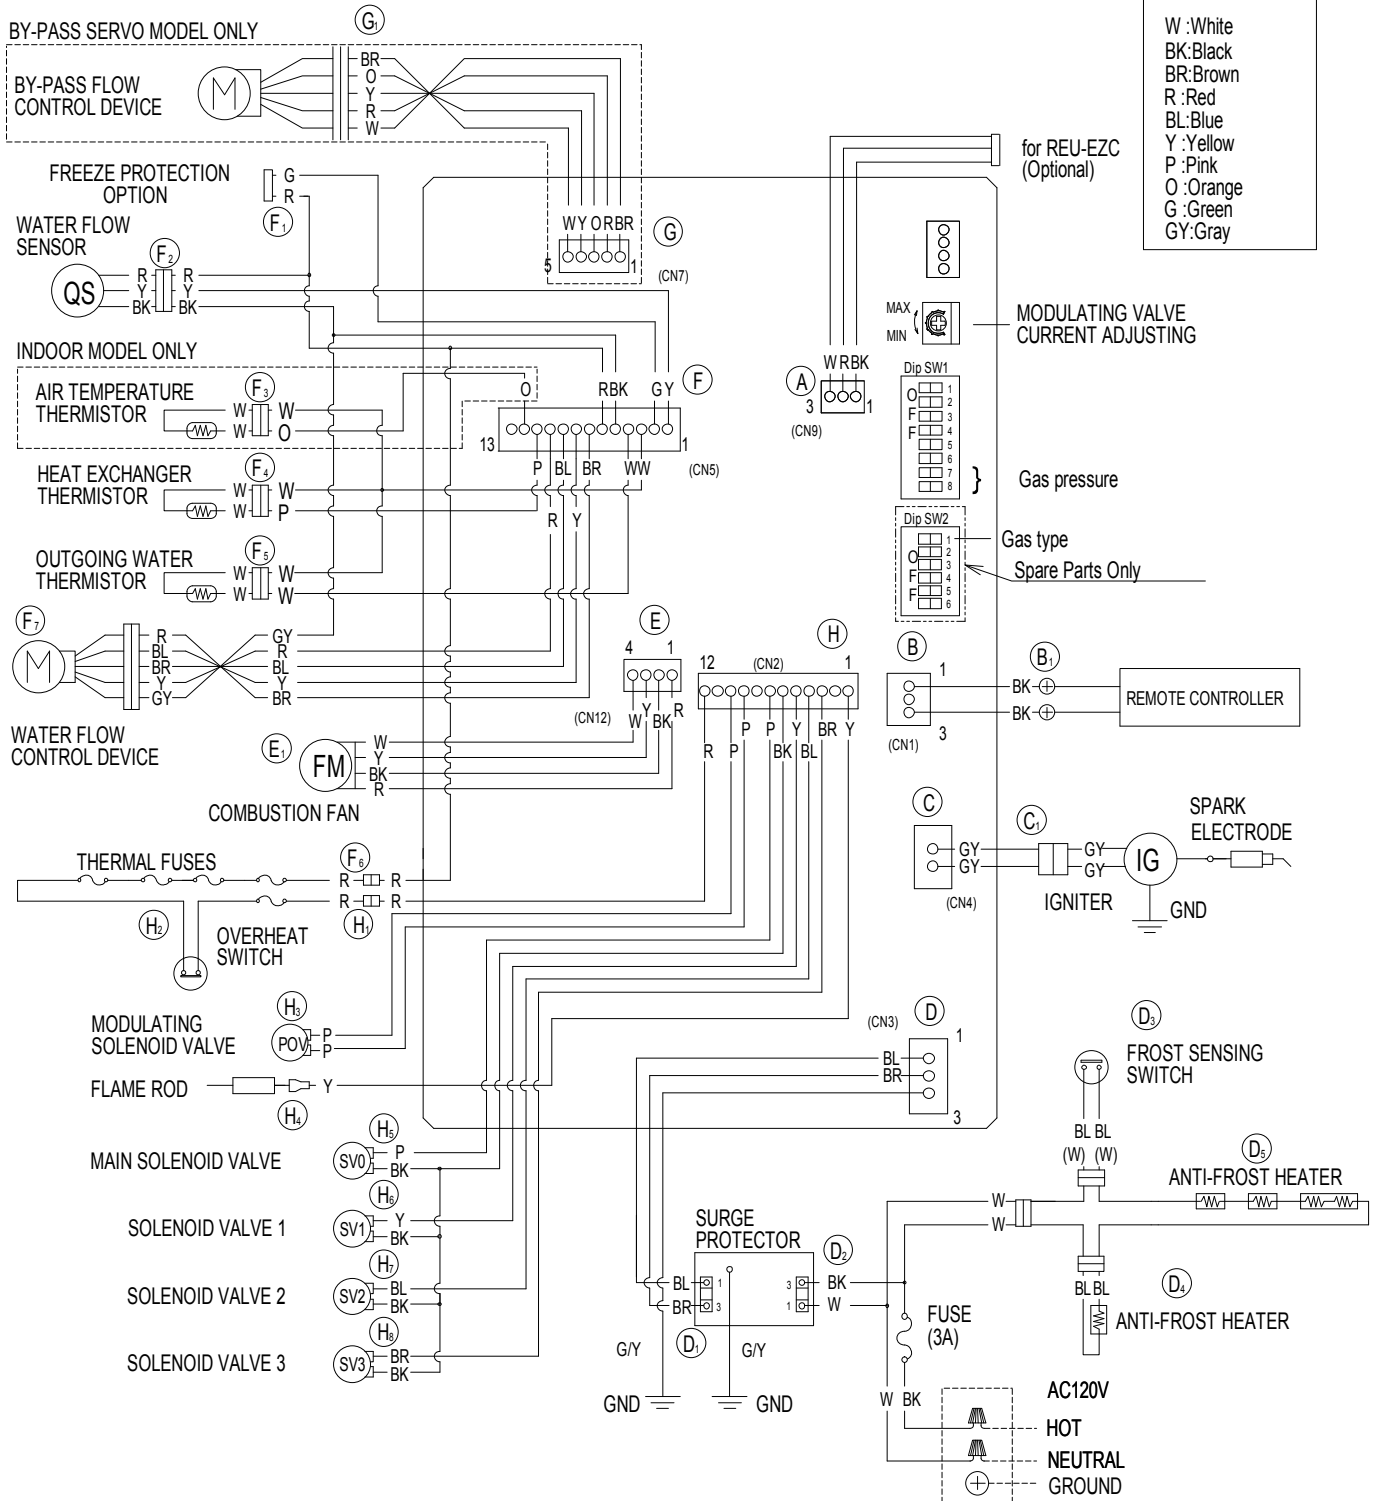 BY-PASS SERVO MODEL ONLY
G₁
BY-PASS FLOW
CONTROL DEVICE
M
BR
O
Y
R
W
W Y O R BR
5
1
G
(CN7)
W :White
BK:Black
BR:Brown
R :Red
BL:Blue
Y :Yellow
P :Pink
O :Orange
G :Green
GY:Gray
for REU-EZC
(Optional)
FREEZE PROTECTION
OPTION
G
R
F₁
WATER FLOW
SENSOR
QS
F₂
R R
Y Y
BK BK
MAX
MIN
MODULATING VALVE
CURRENT ADJUSTING
INDOOR MODEL ONLY
AIR TEMPERATURE
THERMISTOR
F₃
W W
W O
O
R BK
G Y
F
13
1
(CN5)
P BL BR WW
R Y
W R BK
A
3
1
(CN9)
Dip SW1
O
F
F
1
2
3
4
5
6
7
8
}
Gas pressure
HEAT EXCHANGER
THERMISTOR
F₄
W W
W P
Dip SW2
O
F
F
1
2
3
4
5
6
Gas type
Spare Parts Only
OUTGOING WATER
THERMISTOR
F₅
W W
W W
F₇
M
R
BL
BR
Y
GY
GY
R
BL
Y
BR
WATER FLOW
CONTROL DEVICE
E
4
1
(CN12)
W Y BK R
H
12
(CN2)
1
P P Y BR Y
R P BK BL
B
1
3
(CN1)
B₁
BK
BK
REMOTE CONTROLLER
E₁
FM
W
Y
BK
R
COMBUSTION FAN
C
(CN4)
GY
GY
C₁
GY
GY
IG
IGNITER
GND
SPARK
ELECTRODE
THERMAL FUSES
F₆
R R
R R
H₁
H₂
OVERHEAT
SWITCH
H₃
MODULATING
SOLENOID VALVE
POV
P
P
FLAME ROD
Y
H₄
(CN3)
D
1
3
BL
BR
D₃
FROST SENSING
SWITCH
BL BL
(W) (W)
H₅
MAIN SOLENOID VALVE
SV0
P
BK
H₆
SOLENOID VALVE 1
SV1
Y
BK
H₇
SOLENOID VALVE 2
SV2
BL
BK
H₈
SOLENOID VALVE 3
SV3
BR
BK
D₅
ANTI-FROST HEATER
W
W
SURGE
PROTECTOR
D₂
BL 1
BR 3
3 BK
1 W
D₁
G/Y
G/Y
GND
GND
FUSE
(3A)
BL BL
D₄
ANTI-FROST HEATER
W BK
AC120V
HOT
NEUTRAL
GROUND